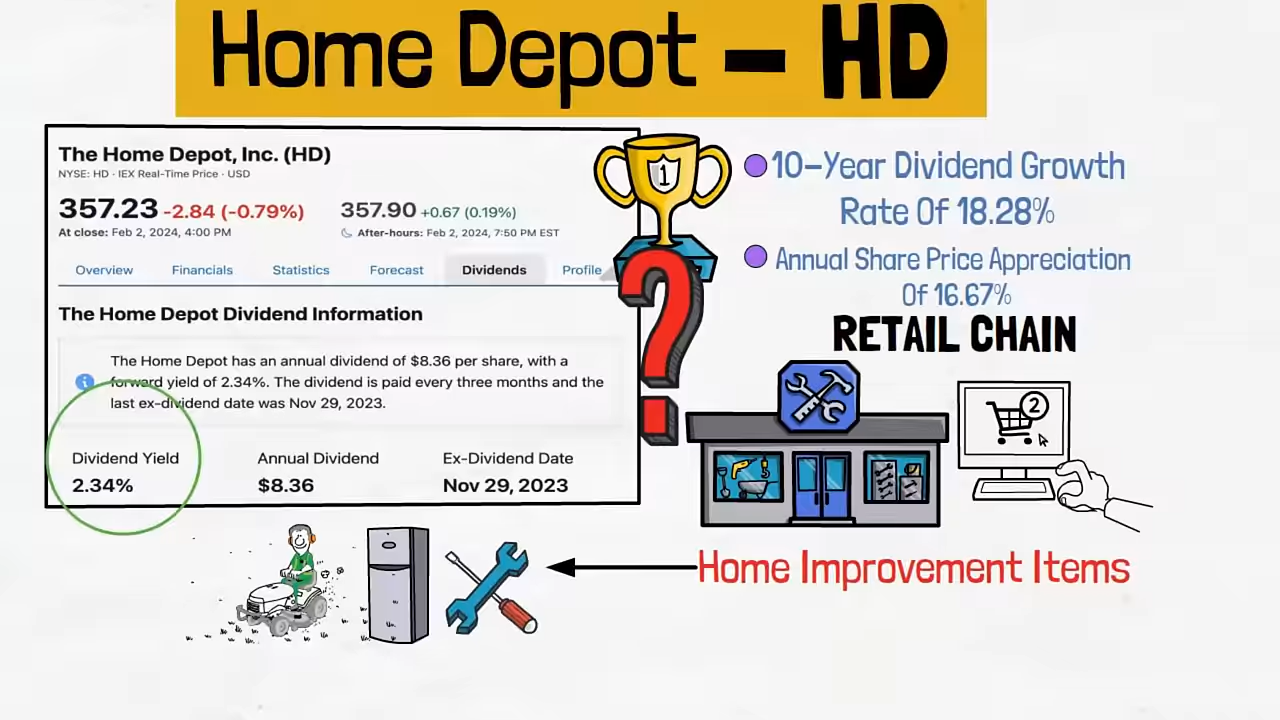 Home Depot – HD
The Home Depot, Inc. (HD)
NYSE: HD · IEX Real-Time Price · USD
357.23 -2.84 (-0.79%)
At close: Feb 2, 2024, 4:00 PM
357.90 +0.67 (0.19%)
After-hours: Feb 2, 2024, 7:50 PM EST
Overview Financials Statistics Forecast Dividends Profile
The Home Depot Dividend Information
The Home Depot has an annual dividend of $8.36 per share, with a
forward yield of 2.34%. The dividend is paid every three months and the
last ex-dividend date was Nov 29, 2023.
Dividend Yield Annual Dividend Ex-Dividend Date
2.34% $8.36 Nov 29, 2023
1
?
10-Year Dividend Growth
Rate Of 18.28%
Annual Share Price Appreciation
Of 16.67%
RETAIL CHAIN
2
Home Improvement Items